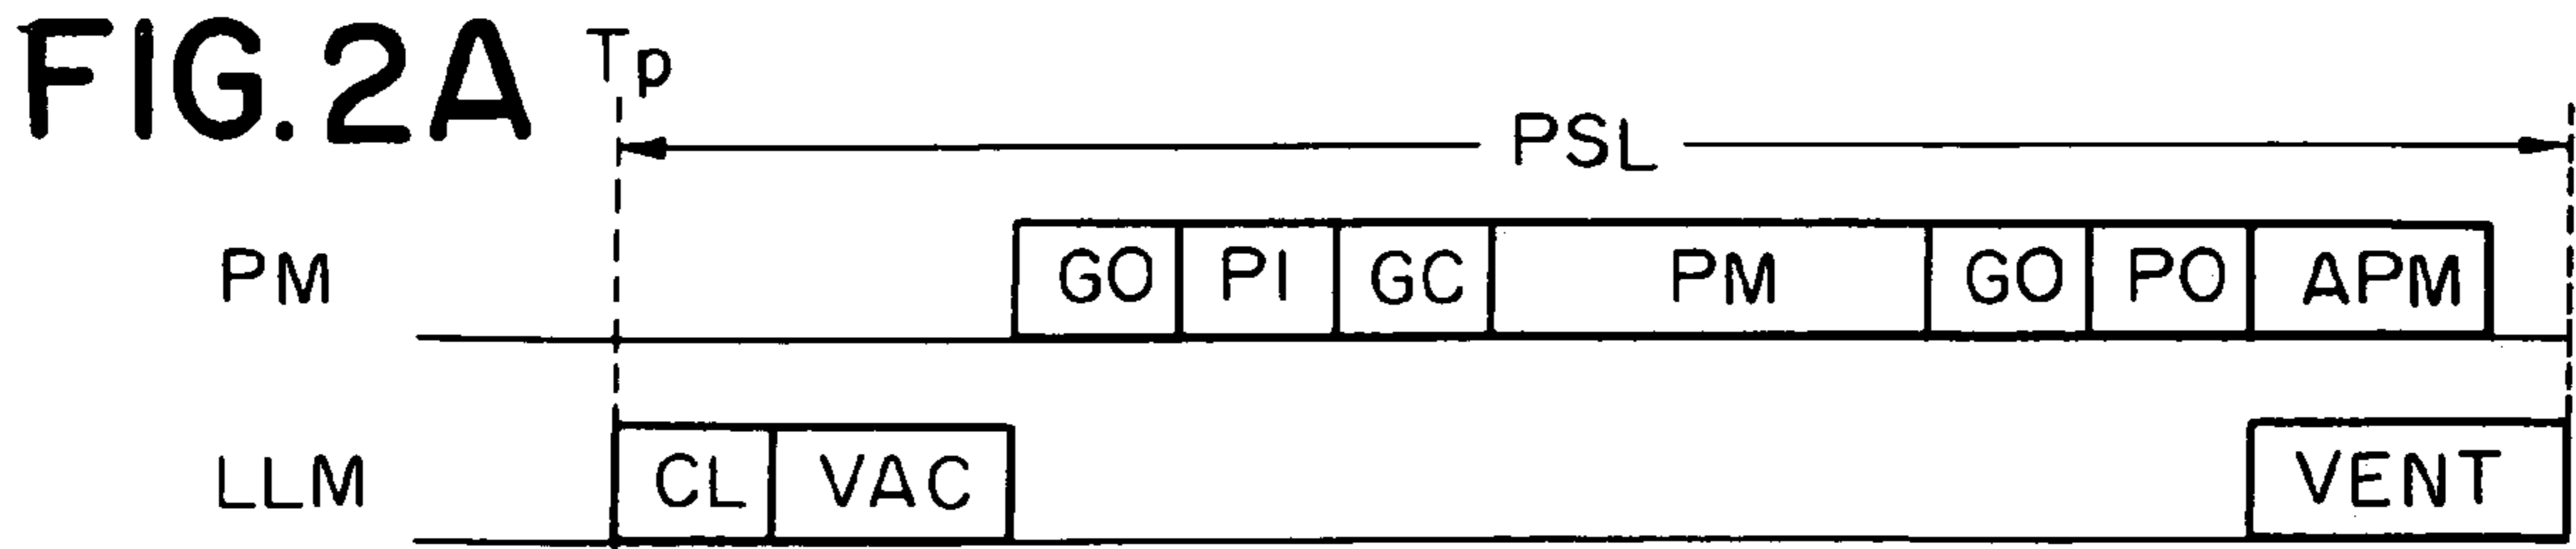 FIG.2A Tp
PSL
PM GO PI GC PM GO PO APM
LLM CL VAC VENT